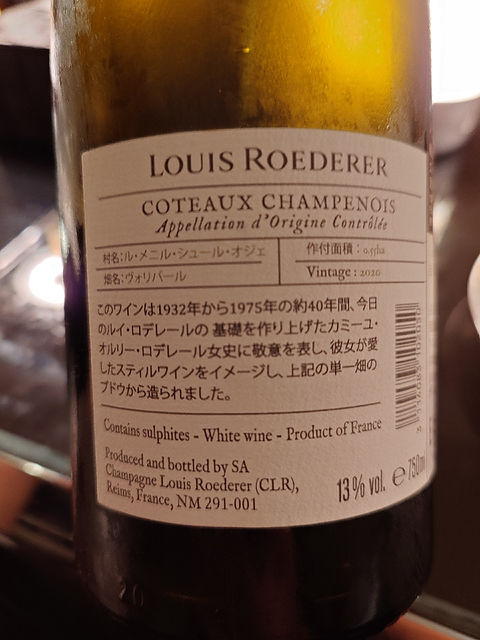 LOUIS ROEDERER
COTEAUX CHAMPENOIS
Appellation d'Origine Contrôlée
村名:ル・メニル・シュール・オジェ
作付面積：0.55ha
畑名:ヴォリバール
Vintage : 2020
このワインは1932年から1975年の約40年間、今日
のルイ・ロデレールの 基礎を作り上げたカミーユ・
オルリー・ロデレール女史に敬意を表し、彼女が愛
したスティルワインをイメージし、上記の単一畑の
ブドウから造られました。
Contains sulphites - White wine - Product of France
Produced and bottled by SA
Champagne Louis Roederer (CLR),
Reims, France, NM 291-001
13% vol. ℮ 750ml